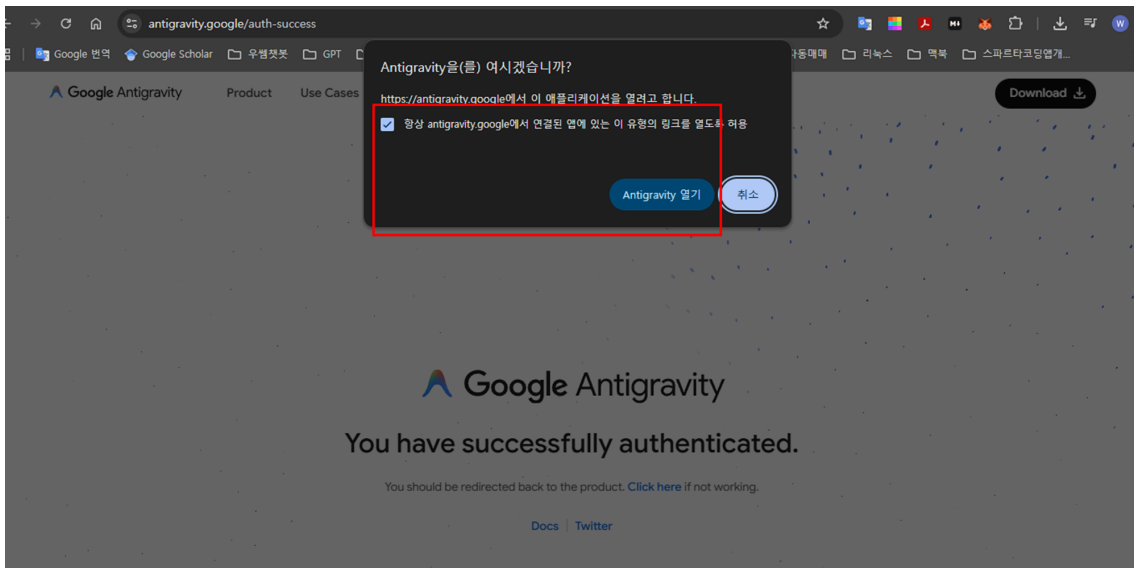 antigravity.google/auth-success
Google 번역
Google Scholar
우쎔챗봇
GPT
동매매
리눅스
맥북
스파르타코딩앱개...
Google Antigravity
Product
Use Cases
Download
Antigravity을(를) 여시겠습니까?
https://antigravity.google에서 이 애플리케이션을 열려고 합니다.
항상 antigravity.google에서 연결된 앱에 있는 이 유형의 링크를 열도록 허용
Antigravity 열기
취소
Google Antigravity
You have successfully authenticated.
You should be redirected back to the product. Click here if not working.
Docs
Twitter